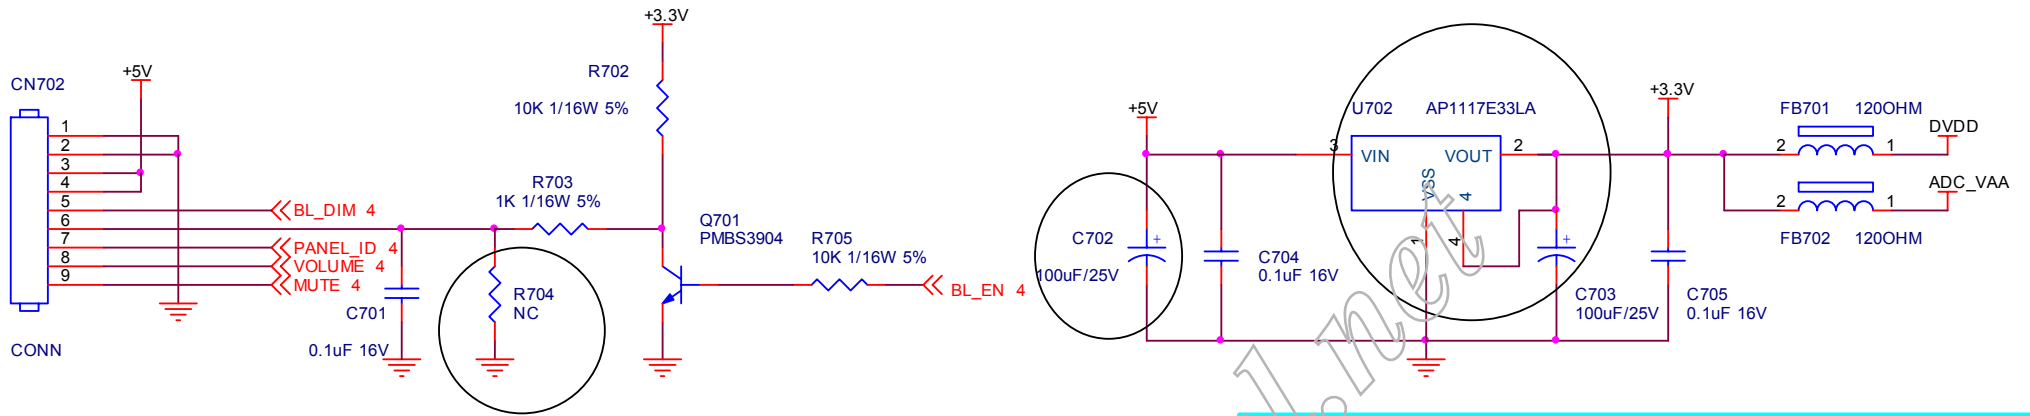 CN702
+5V
1
2
3
4
5
6
7
8
9
CONN
BL_DIM 4
PANEL_ID 4
VOLUME 4
MUTE 4
C701
0.1uF 16V
R704
NC
R703
1K 1/16W 5%
+3.3V
R702
10K 1/16W 5%
Q701
PMBS3904
R705
10K 1/16W 5%
BL_EN 4
+5V
C702
+
100uF/25V
C704
0.1uF 16V
U702 AP1117E33LA
3
VIN
VOUT
2
VSS
4
1
4
+
C703
100uF/25V
+3.3V
C705
0.1uF 16V
FB701 120OHM
2
1
DVDD
2
1
ADC_VAA
FB702 120OHM
l.net